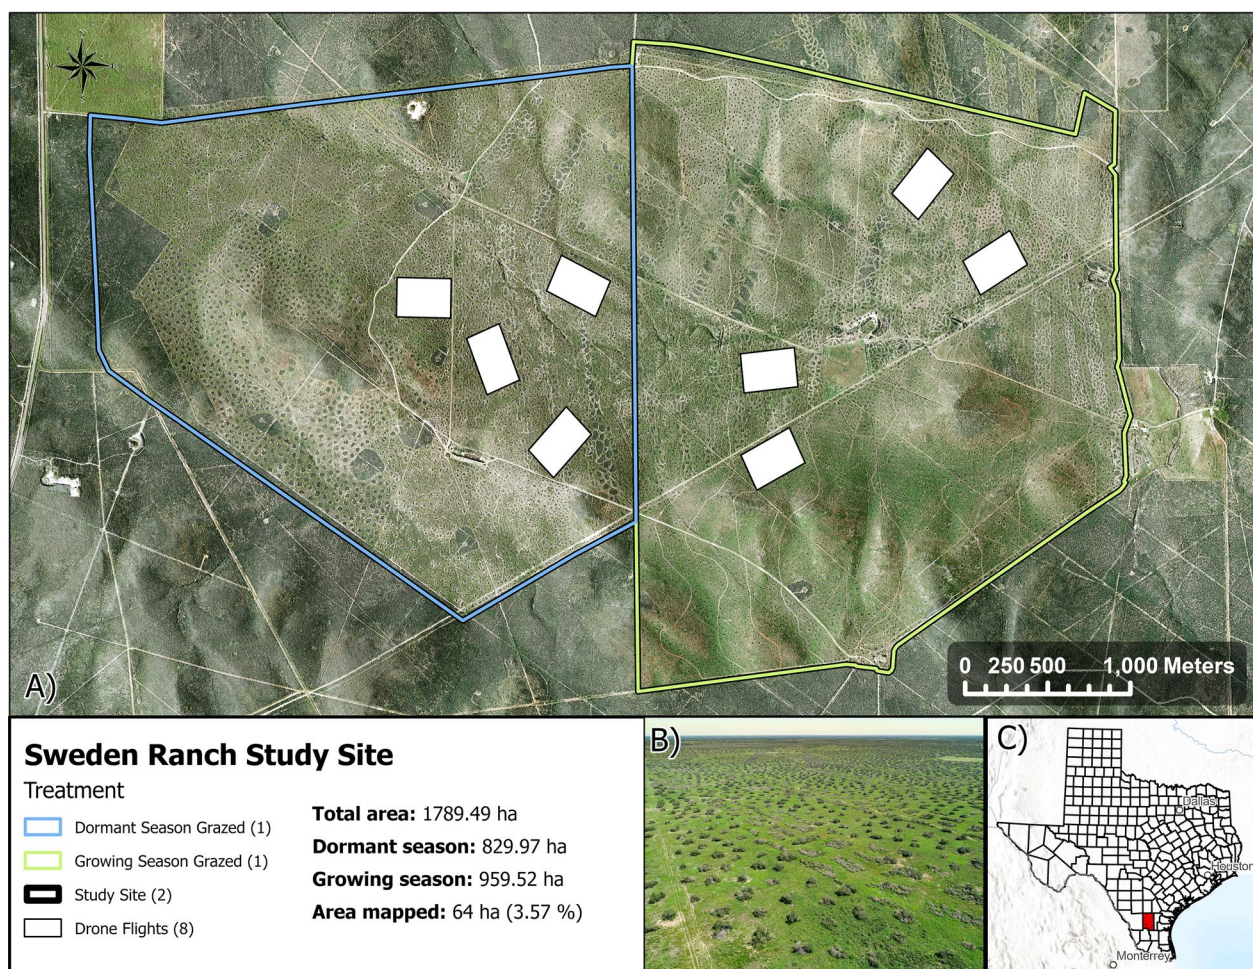 A)
0 250 500 1,000 Meters
Sweden Ranch Study Site
Treatment
Dormant Season Grazed (1)
Growing Season Grazed (1)
Study Site (2)
Drone Flights (8)
Total area: 1789.49 ha
Dormant season: 829.97 ha
Growing season: 959.52 ha
Area mapped: 64 ha (3.57 %)
B)
C)
Dallas
Houston
Monterrey